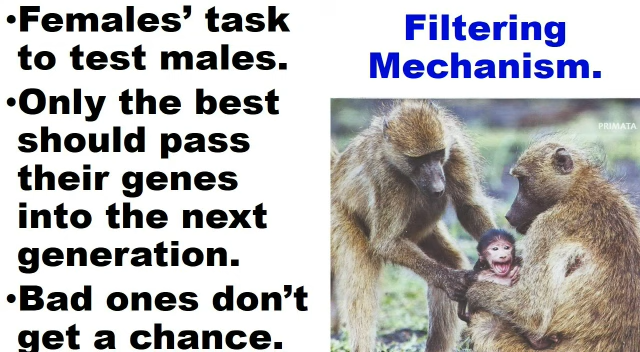 •Females’ task
to test males.
•Only the best
should pass
their genes
into the next
generation.
•Bad ones don’t
get a chance.
Filtering
Mechanism.
PRIMATA